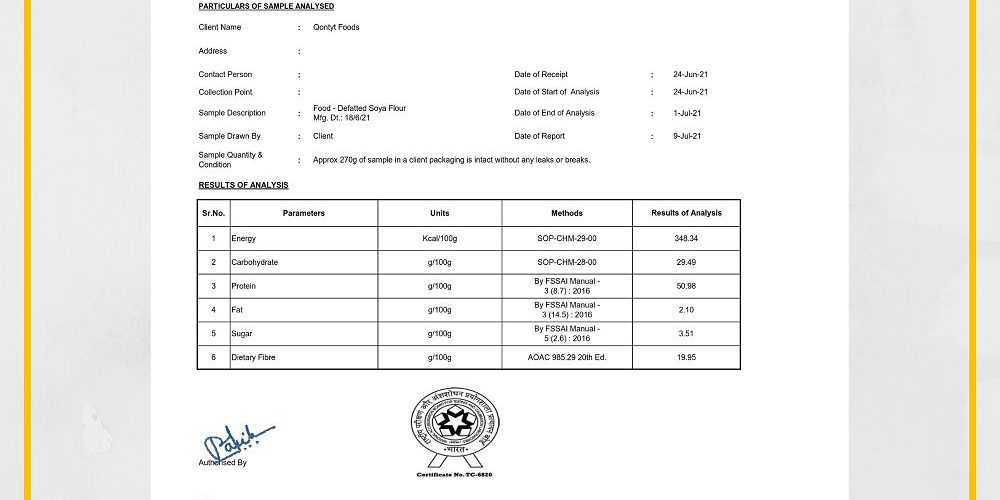 PARTICULARS OF SAMPLE ANALYSED
Client Name : Qontyt Foods
Address :
Contact Person : Date of Receipt : 24-Jun-21
Collection Point : Date of Start of Analysis : 24-Jun-21
Sample Description : Food - Defatted Soya Flour
Mfg. Dt.: 18/6/21 Date of End of Analysis : 1-Jul-21
Sample Drawn By : Client Date of Report : 9-Jul-21
Sample Quantity &
Condition : Approx 270g of sample in a client packaging is intact without any leaks or breaks.
RESULTS OF ANALYSIS
Sr.No. Parameters Units Methods Results of Analysis
1 Energy Kcal/100g SOP-CHM-29-00 348.34
2 Carbohydrate g/100g SOP-CHM-28-00 29.49
3 Protein g/100g By FSSAI Manual -
3 (8.7) : 2016 50.98
4 Fat g/100g By FSSAI Manual -
3 (14.5) : 2016 2.10
5 Sugar g/100g By FSSAI Manual -
5 (2.6) : 2016 3.51
6 Dietary Fibre g/100g AOAC 985.29 20th Ed. 19.95
भारत
Authorised By
Certificate No. TC-6820